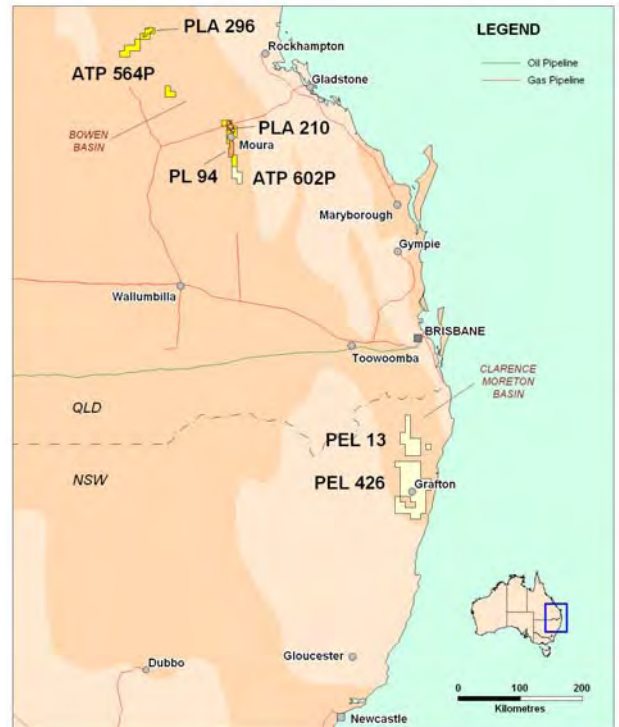 PLA 296
LEGEND
Rockhampton
Oil Pipeline
ATP 564P
Gladstone
Gas Pipeline
BOWEN
BASIN
PLA 210
Moura
PL 94
ATP 602P
Maryborough
Gympie
Wallumbilla
BRISBANE
Toowoomba
CLARENCE
MORETON
BASIN
QLD
PEL 13
NSW
PEL 426
Grafton
Dubbo
Gloucester
0 100 200
Kilometres
Newcastle